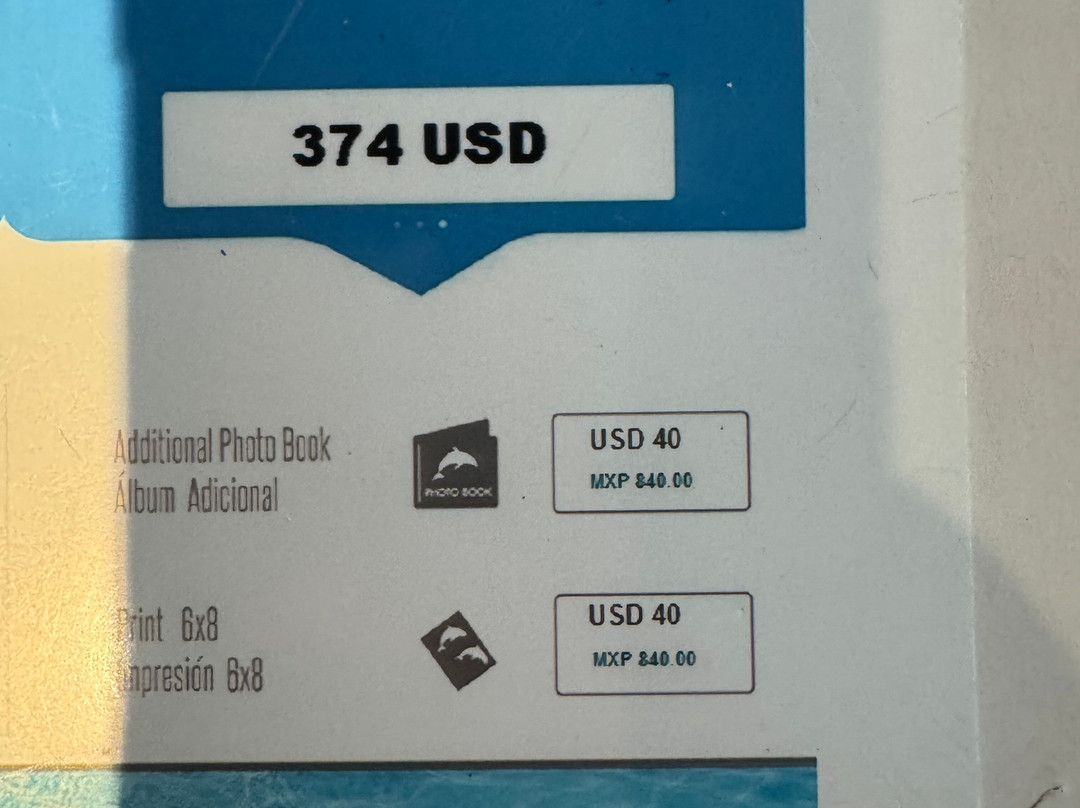 374 USD
Additional Photo Book
Álbum Adicional
PHOTO BOOK
USD 40
MXP 840.00
Print 6x8
Impresión 6x8
USD 40
MXP 840.00